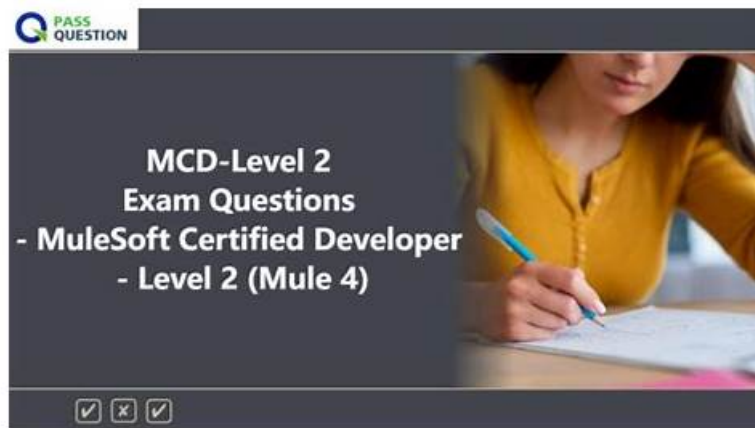 PASS
QUESTION
MCD-Level 2
Exam Questions
- MuleSoft Certified Developer
- Level 2 (Mule 4)